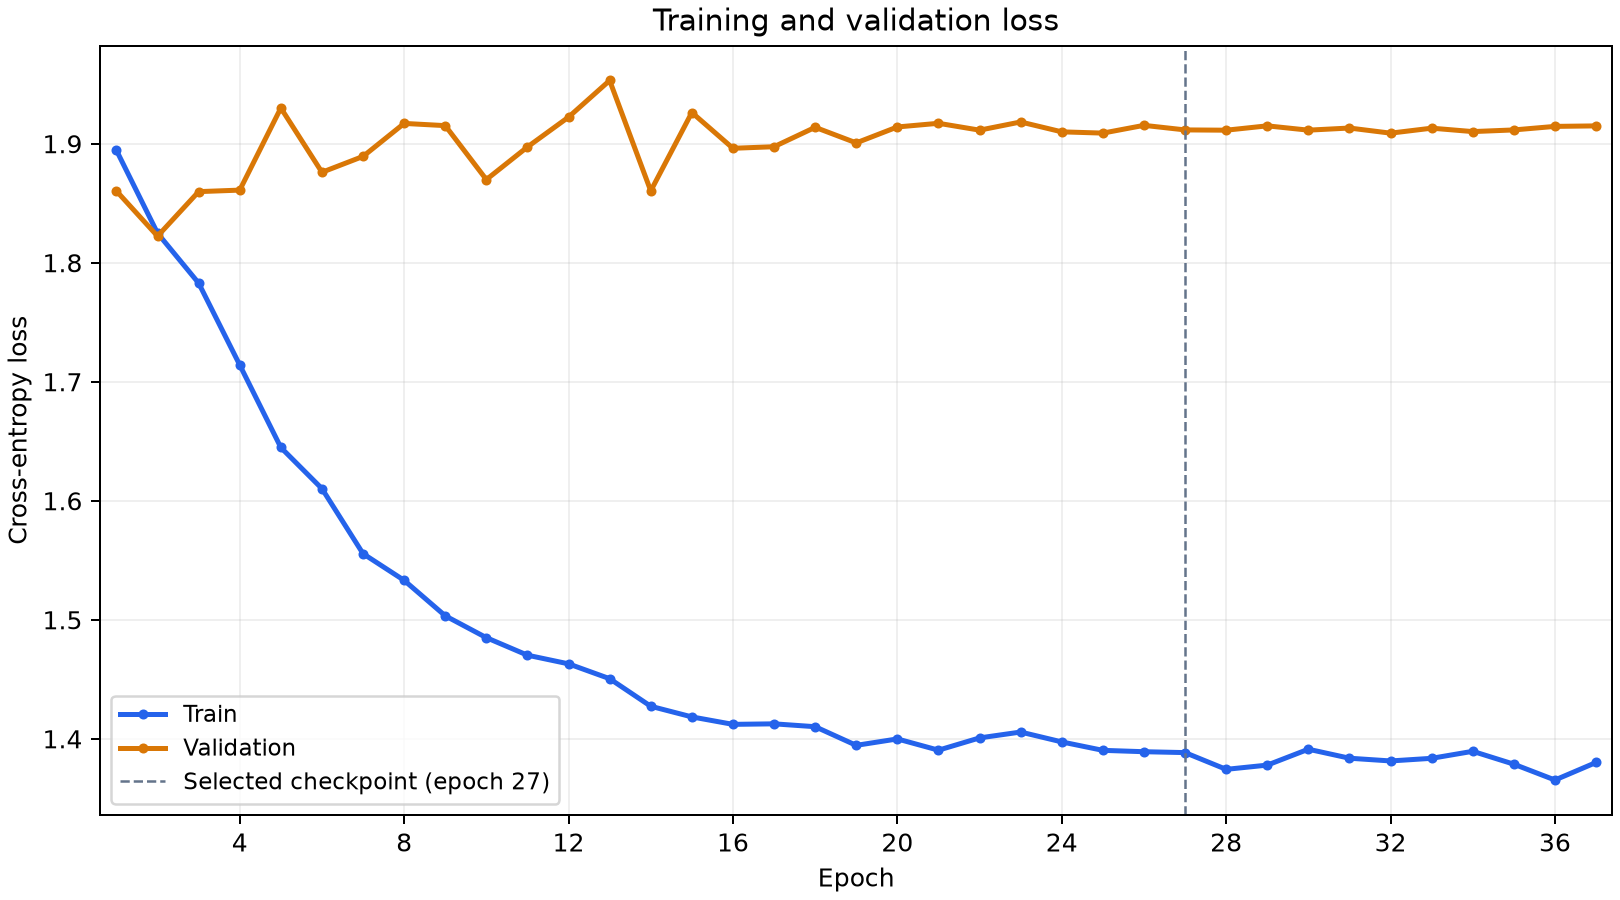 Training and validation loss
Cross-entropy loss
1.9
1.8
1.7
1.6
1.5
1.4
Train
Validation
Selected checkpoint (epoch 27)
4 8 12 16 20 24 28 32 36
Epoch